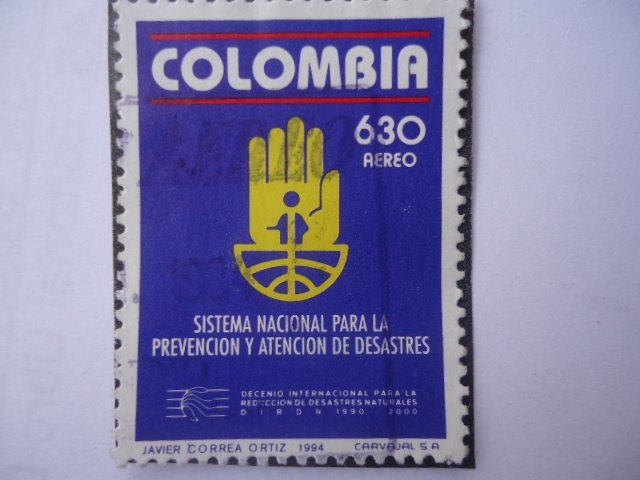 COLOMBIA
630
AEREO
SISTEMA NACIONAL PARA LA
PREVENCION Y ATENCION DE DESASTRES
DECENIO INTERNACIONAL PARA LA
REDUCCION DE DESASTRES NATURALES
D I R D N 1990 2000
JAVIER CORREA ORTIZ 1994 CARVAJAL S.A.